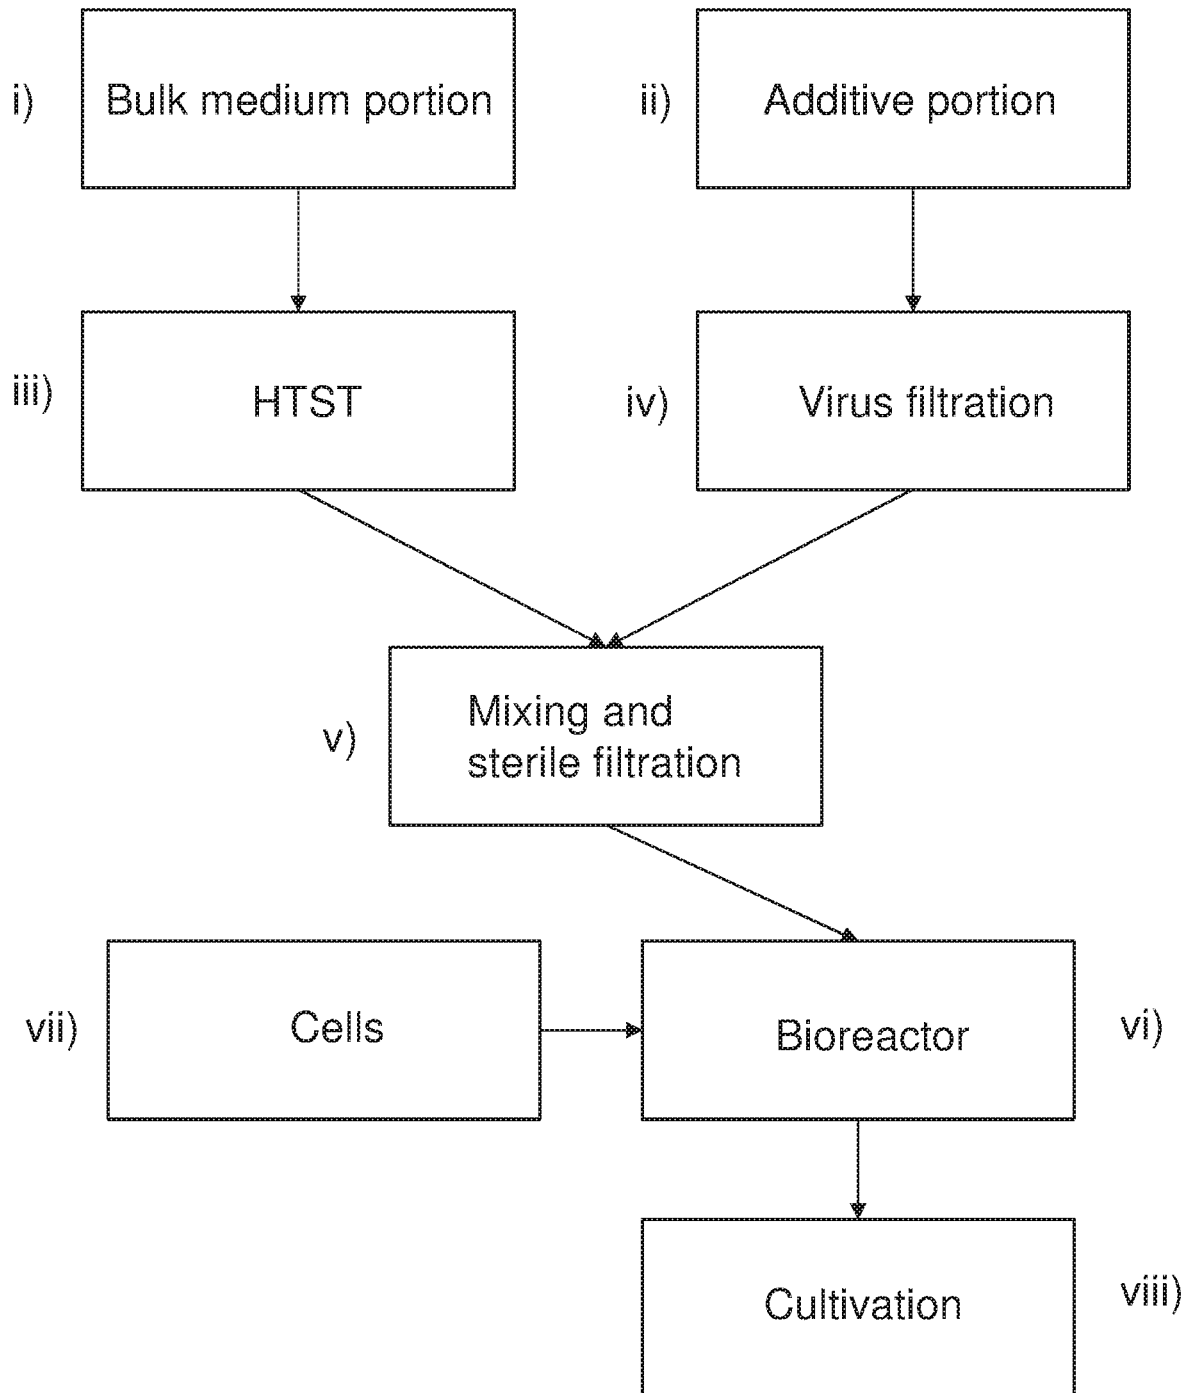 i)
Bulk medium portion
ii)
Additive portion
iii)
HTST
iv)
Virus filtration
v)
Mixing and
sterile filtration
vii)
Cells
Bioreactor
vi)
Cultivation
viii)